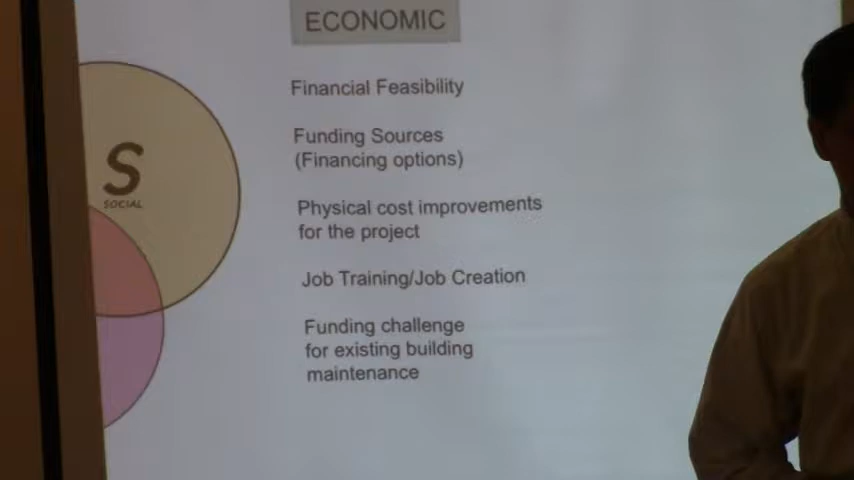 ECONOMIC
Financial Feasibility
Funding Sources
(Financing options)
S
SOCIAL
Physical cost improvements
for the project
Job Training/Job Creation
Funding challenge
for existing building
maintenance